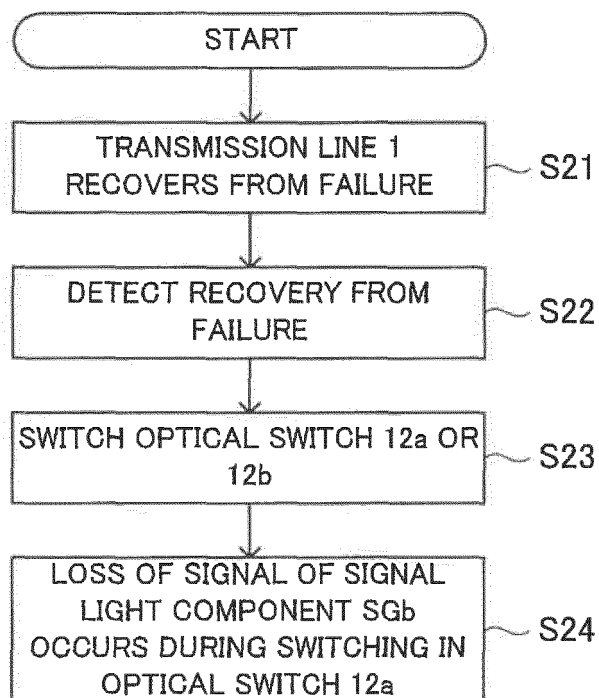 START
TRANSMISSION LINE 1
RECOVERS FROM FAILURE
S21
DETECT RECOVERY FROM
FAILURE
S22
SWITCH OPTICAL SWITCH 12a OR
12b
S23
LOSS OF SIGNAL OF SIGNAL
LIGHT COMPONENT SGb
OCCURS DURING SWITCHING IN
OPTICAL SWITCH 12a
S24